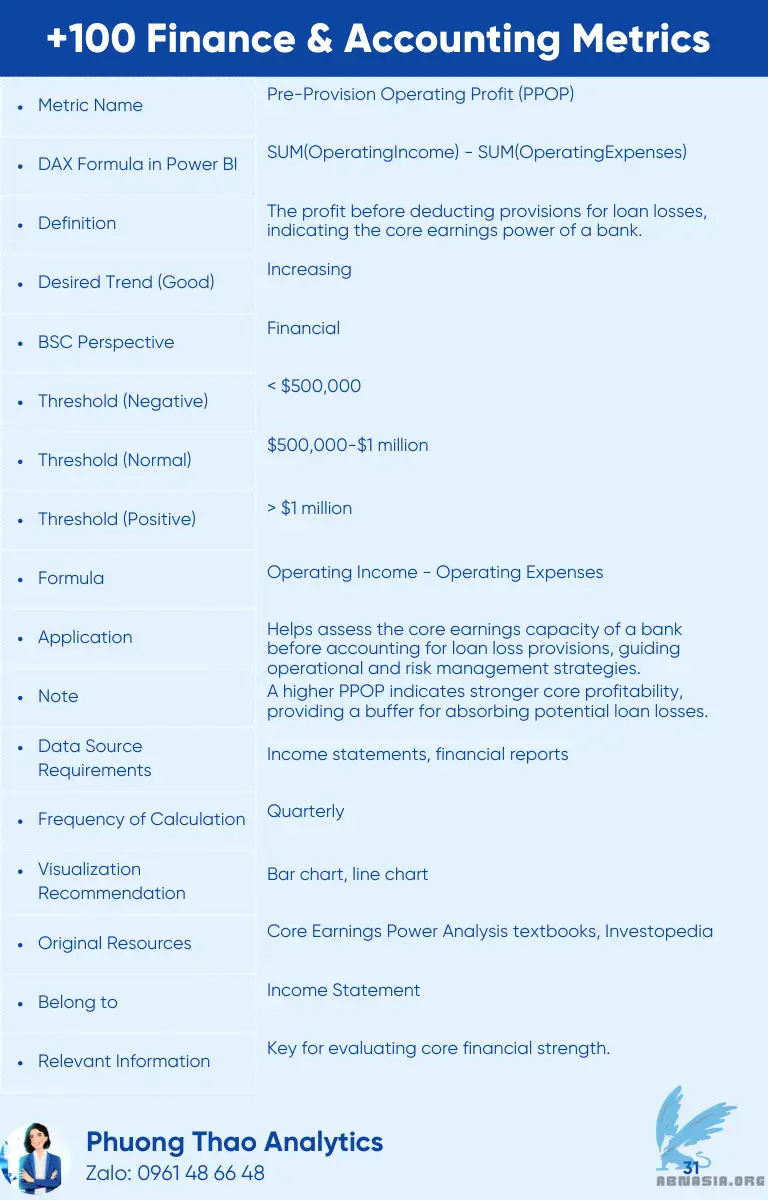 +100 Finance & Accounting Metrics
• Metric Name
Pre-Provision Operating Profit (PPOP)
• DAX Formula in Power BI
SUM(OperatingIncome) - SUM(OperatingExpenses)
• Definition
The profit before deducting provisions for loan losses,
indicating the core earnings power of a bank.
• Desired Trend (Good)
Increasing
• BSC Perspective
Financial
• Threshold (Negative)
< $500,000
• Threshold (Normal)
$500,000-$1 million
• Threshold (Positive)
> $1 million
• Formula
Operating Income - Operating Expenses
• Application
Helps assess the core earnings capacity of a bank
before accounting for loan loss provisions, guiding
operational and risk management strategies.
• Note
A higher PPOP indicates stronger core profitability,
providing a buffer for absorbing potential loan losses.
• Data Source
Requirements
Income statements, financial reports
• Frequency of Calculation
Quarterly
• Visualization
Recommendation
Bar chart, line chart
• Original Resources
Core Earnings Power Analysis textbooks, Investopedia
• Belong to
Income Statement
• Relevant Information
Key for evaluating core financial strength.
Phuong Thao Analytics
Zalo: 0961 48 66 48
31
ABNASIA.ORG